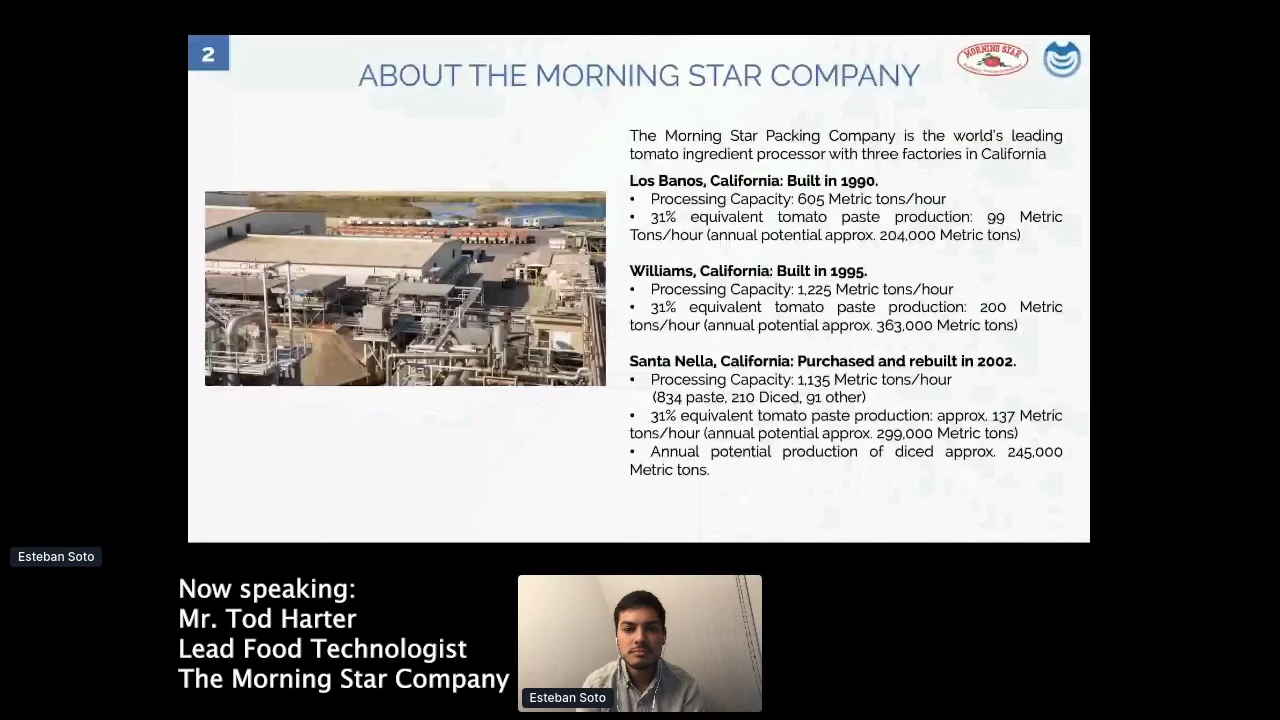 2
MORNING STAR
ABOUT THE MORNING STAR COMPANY
The Morning Star Packing Company is the world's leading
tomato ingredient processor with three factories in California
Los Banos, California: Built in 1990.
• Processing Capacity: 605 Metric tons/hour
• 31% equivalent tomato paste production: 99 Metric
Tons/hour (annual potential approx. 204,000 Metric tons)
Williams, California: Built in 1995.
• Processing Capacity: 1,225 Metric tons/hour
• 31% equivalent tomato paste production: 200 Metric
tons/hour (annual potential approx. 363,000 Metric tons)
Santa Nella, California: Purchased and rebuilt in 2002.
• Processing Capacity: 1,135 Metric tons/hour
(834 paste, 210 Diced, 91 other)
• 31% equivalent tomato paste production: approx. 137 Metric
tons/hour (annual potential approx. 299,000 Metric tons)
• Annual potential production of diced approx. 245,000
Metric tons.
Esteban Soto
Now speaking:
Mr. Tod Harter
Lead Food Technologist
The Morning Star Company
Esteban Soto